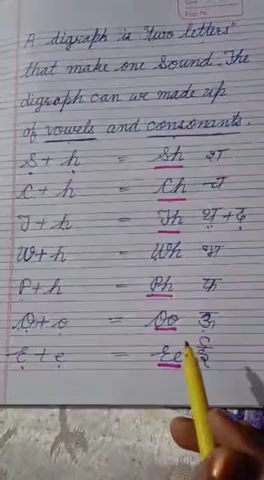 A digraph is "two letters"
that make one sound. The
digraph can we made up
of vowels and consonants.
S + h = Sh श
C + h = Ch च
T + h = Th थ + द
W + h = Wh
P + h = Ph फ
O + o = Oo ऊ
E + e = Ee ई